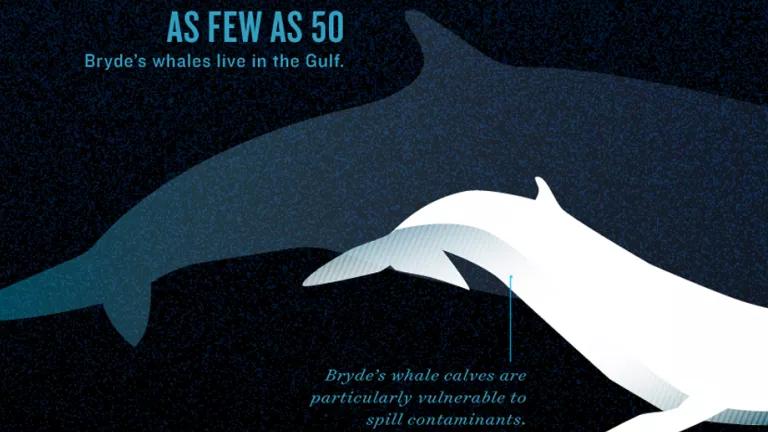 AS FEW AS 50
Bryde's whales live in the Gulf.
Bryde's whale calves are
particularly vulnerable to
spill contaminants.